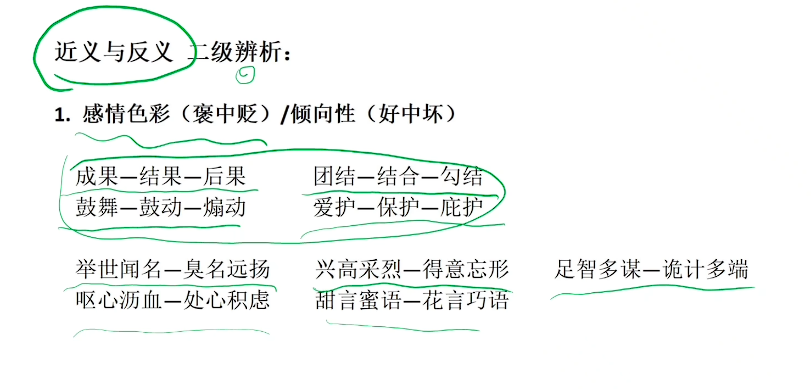 近义与反义 二级辨析：
1. 感情色彩（褒中贬）/倾向性（好中坏）
成果—结果—后果 团结—结合—勾结
鼓舞—鼓动—煽动 爱护—保护—庇护
举世闻名—臭名远扬 兴高采烈—得意忘形 足智多谋—诡计多端
呕心沥血—处心积虑 甜言蜜语—花言巧语